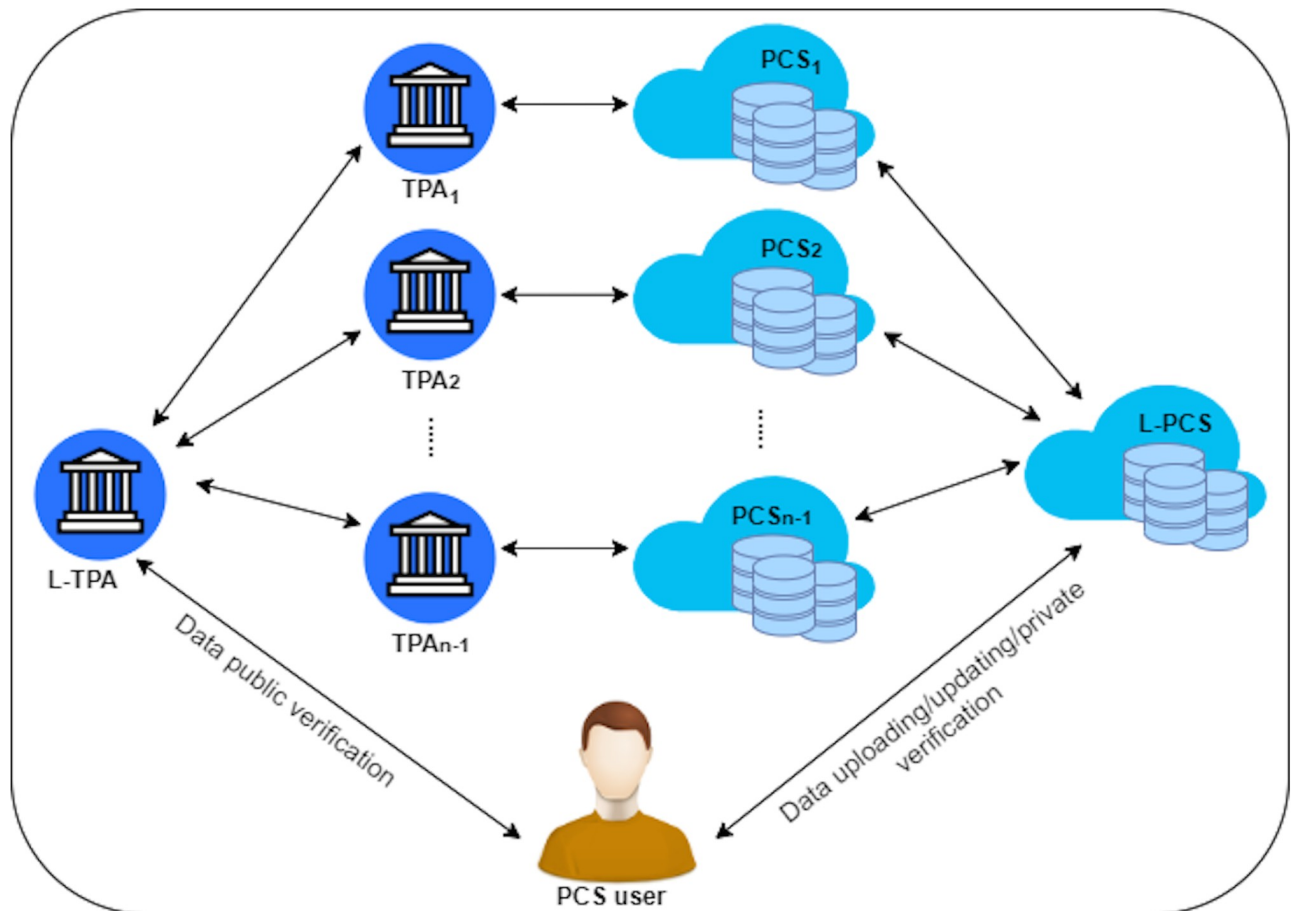 PCS₁
TPA₁
PCS2
TPA2
L-PCS
PCSn-1
L-TPA
TPAn-1
Data public verification
Data uploading/updating/private
verification
PCS user